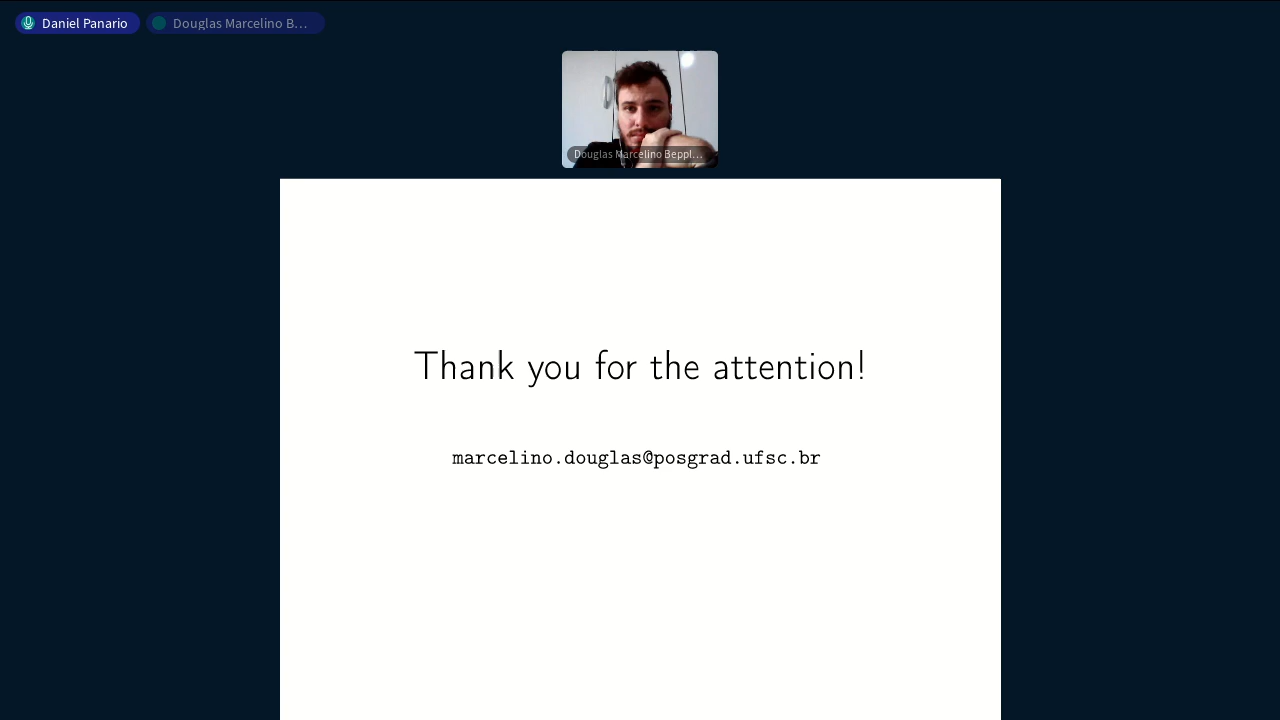 Daniel Panario
Douglas Marcelino B…
Douglas Marcelino Beppl…
Thank you for the attention!
marcelino.douglas@posgrad.ufsc.br